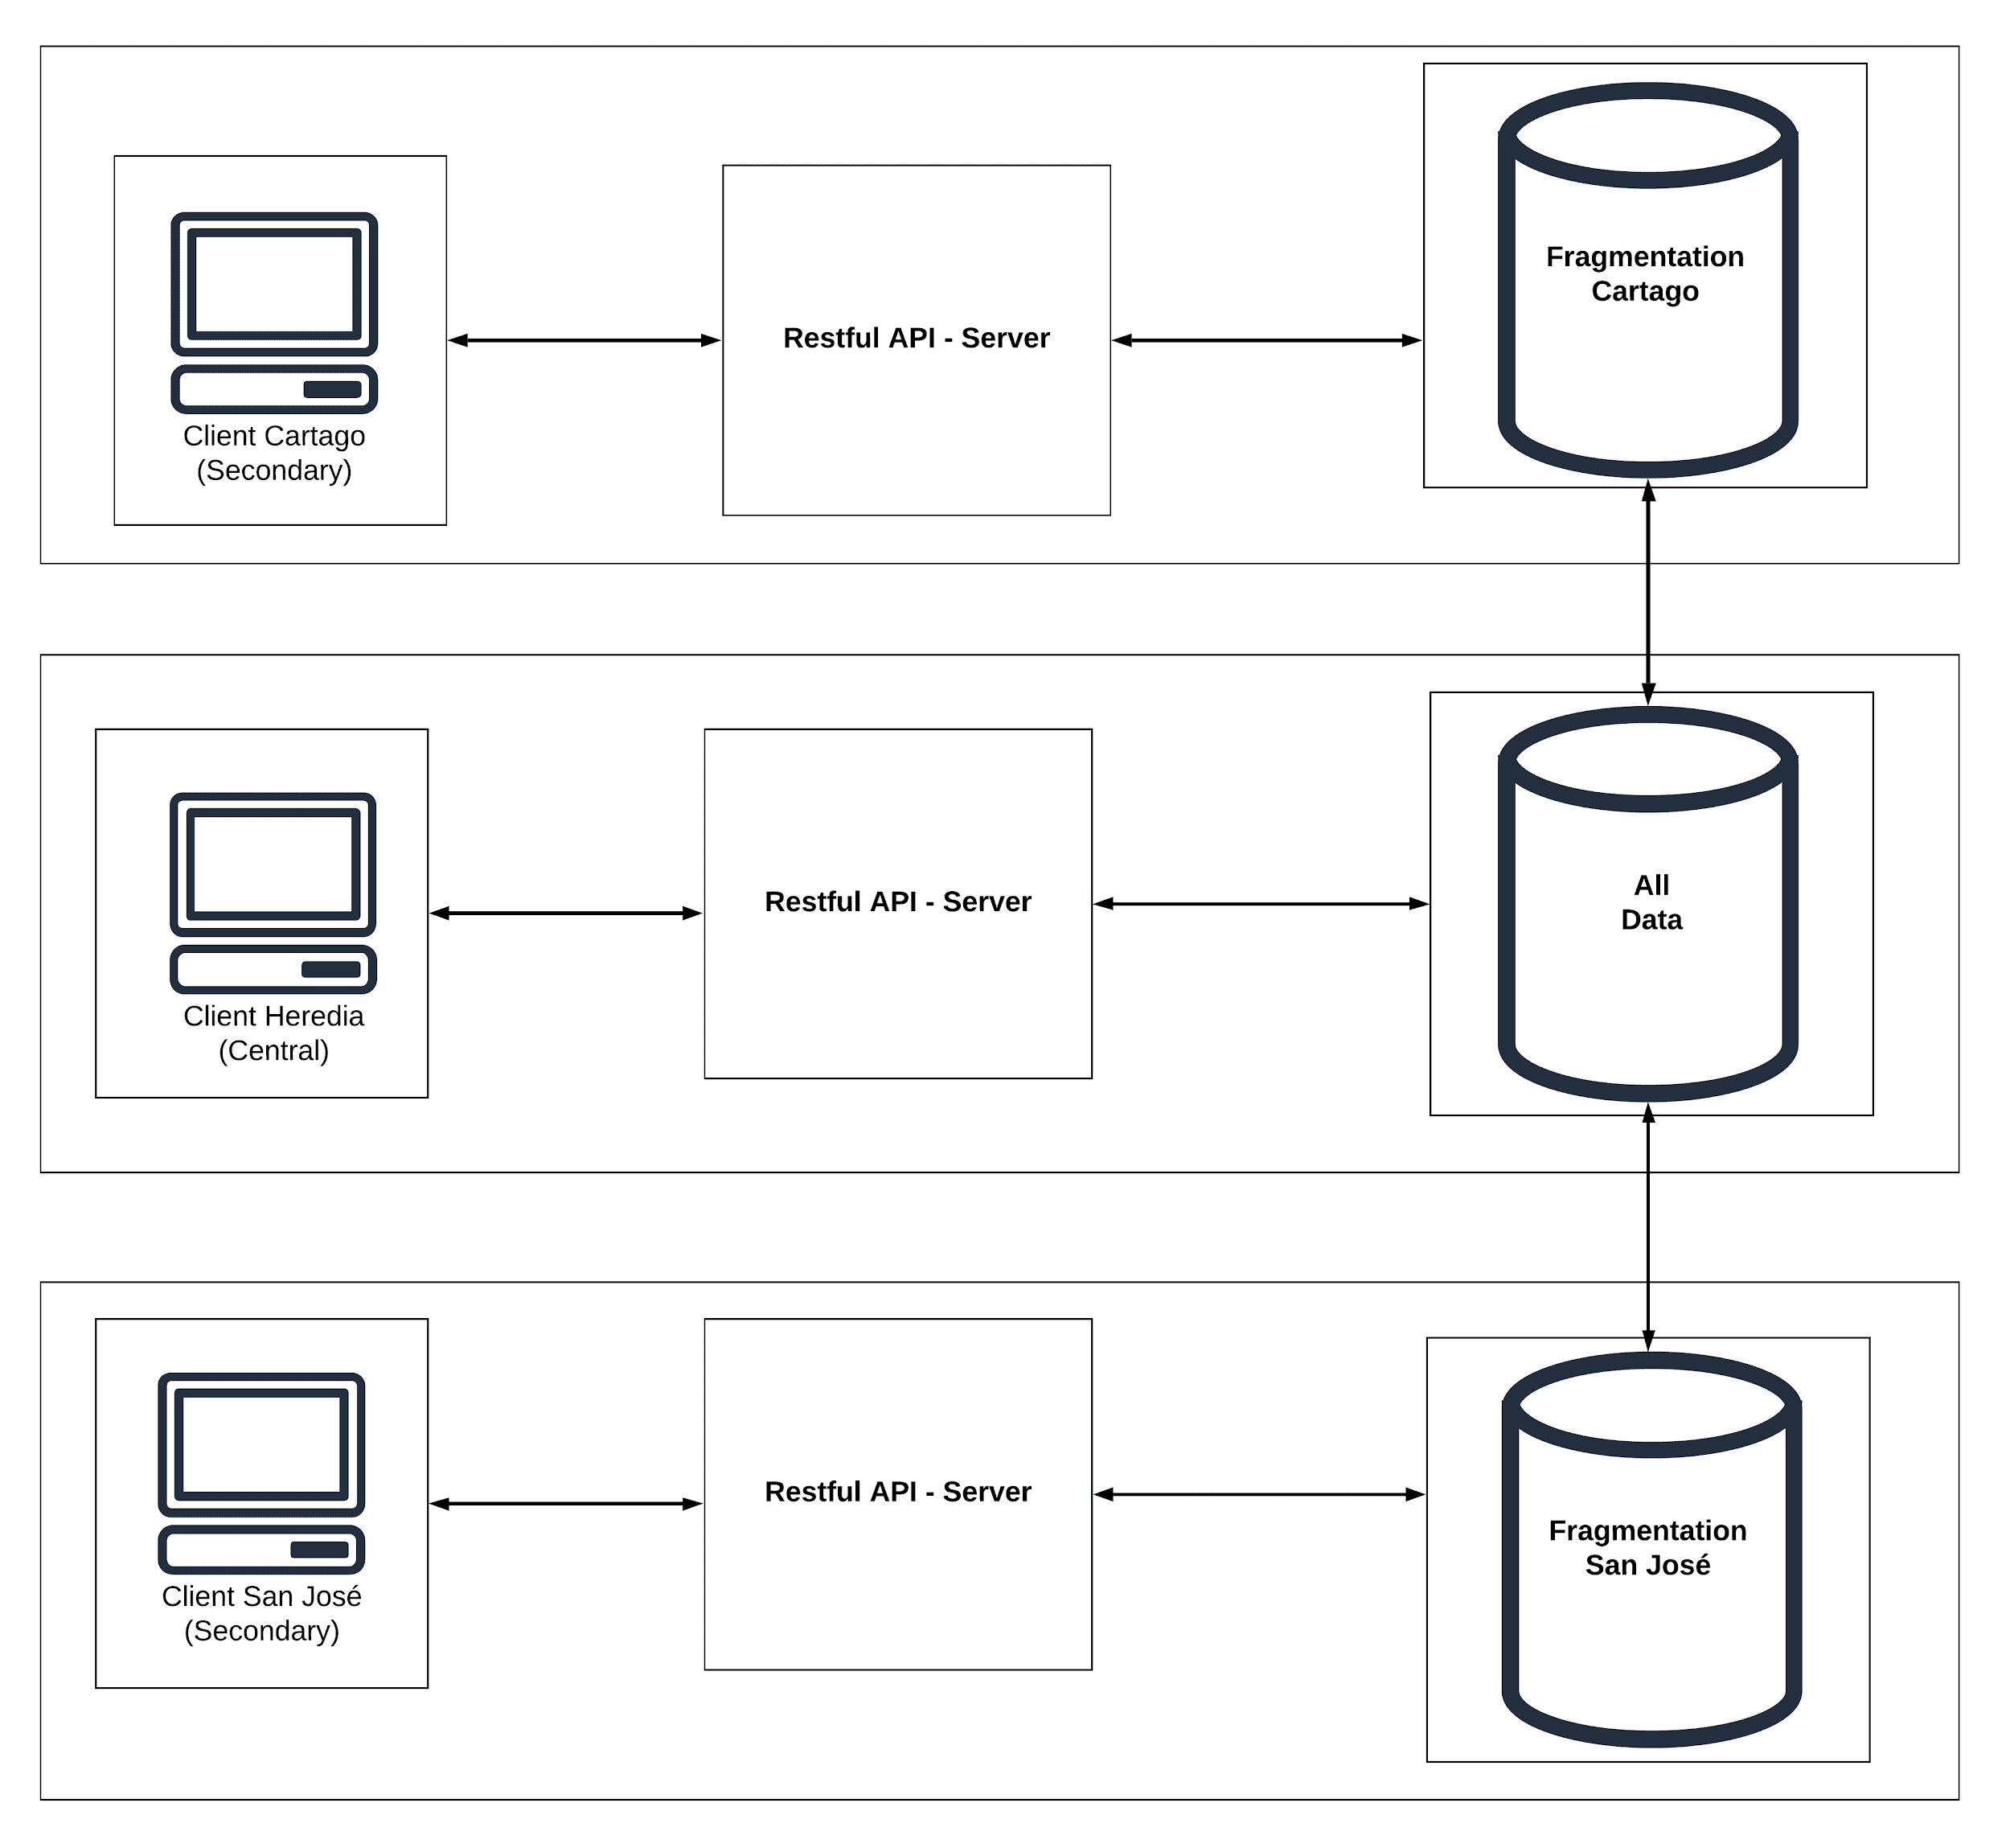 Client Cartago
(Secondary)
Restful API - Server
Fragmentation
Cartago
Client Heredia
(Central)
Restful API - Server
All
Data
Client San José
(Secondary)
Restful API - Server
Fragmentation
San José